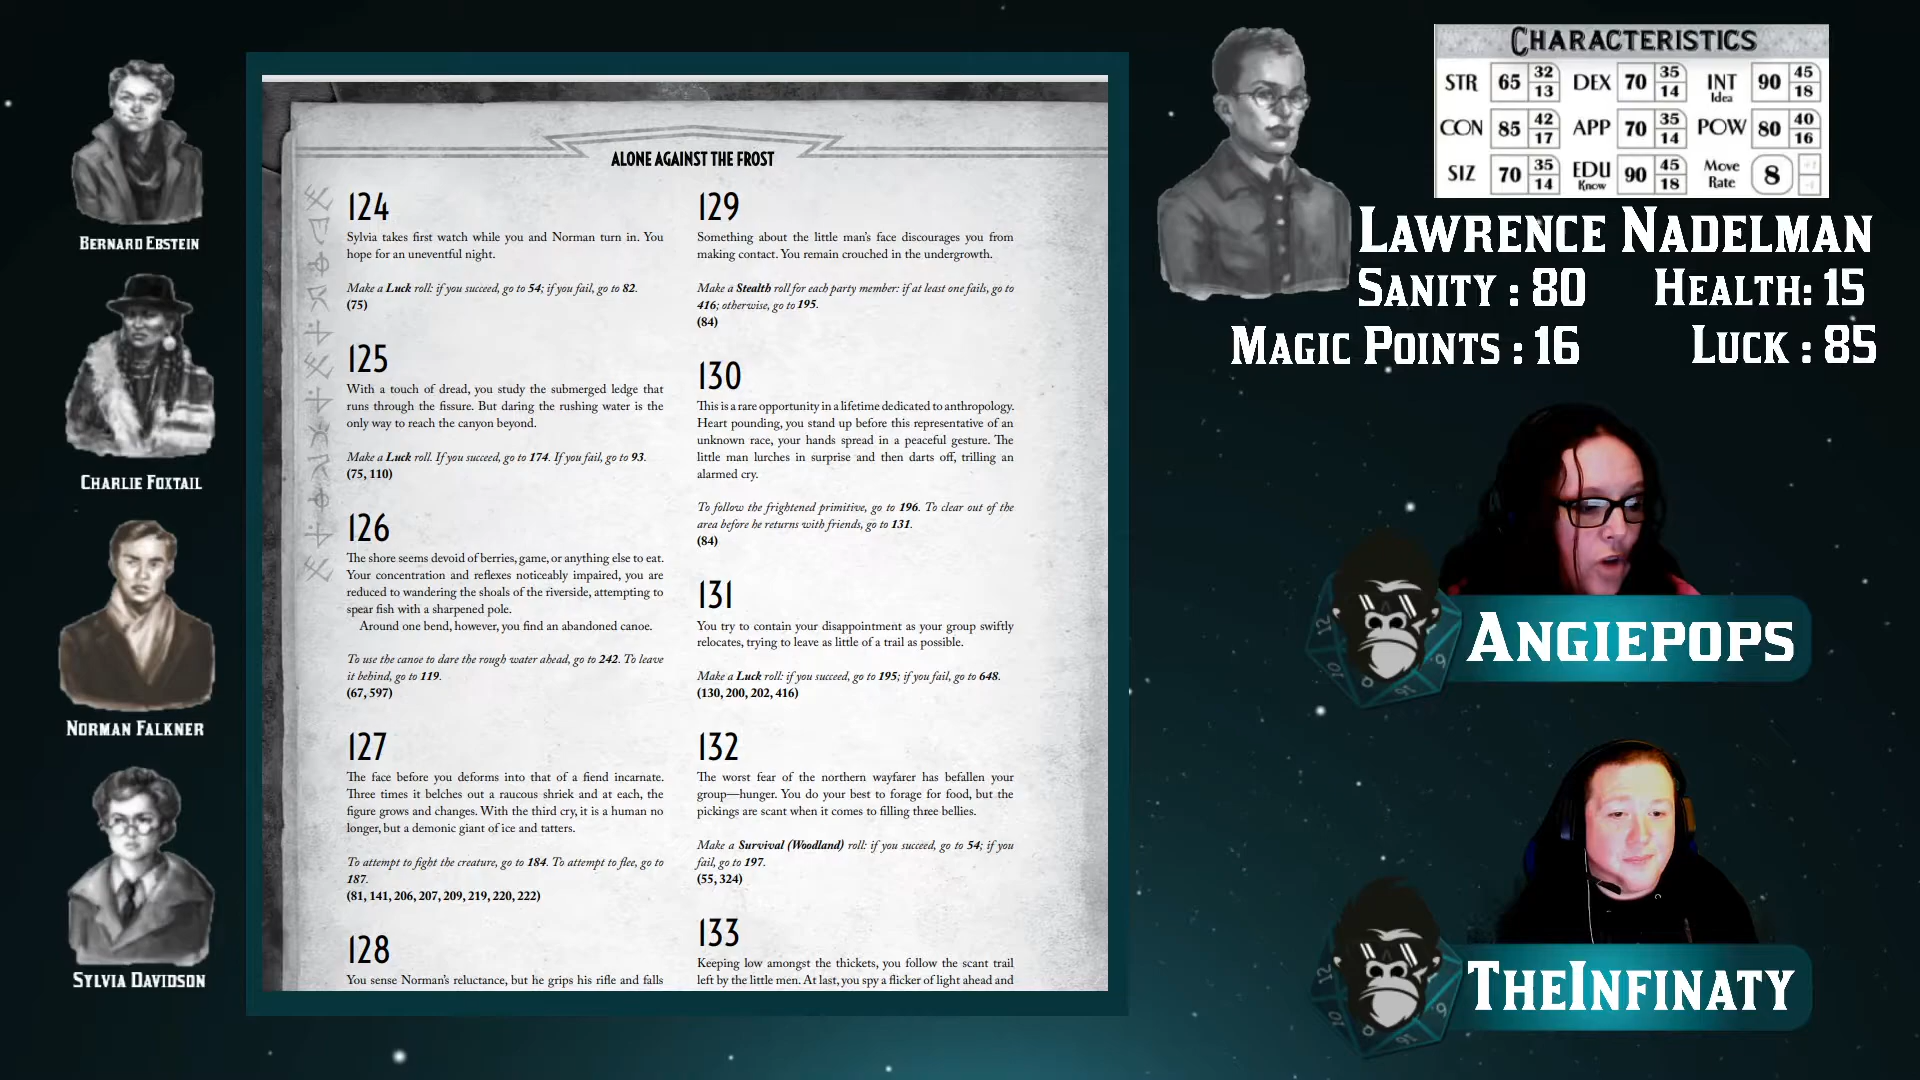 BERNARD EBSTEIN
CHARLIE FOXTAIL
NORMAN FALKNER
SYLVIA DAVIDSON
ALONE AGAINST THE FROST
124
Sylvia takes first watch while you and Norman turn in. You
hope for an uneventful night.
Make a Luck roll: if you succeed, go to 54; if you fail, go to 82.
(75)
125
With a touch of dread, you study the submerged ledge that
runs through the fissure. But daring the rushing water is the
only way to reach the canyon beyond.
Make a Luck roll. If you succeed, go to 174. If you fail, go to 93.
(75, 110)
126
The shore seems devoid of berries, game, or anything else to eat.
Your concentration and reflexes noticeably impaired, you are
reduced to wandering the shoals of the riverside, attempting to
spear fish with a sharpened pole.
Around one bend, however, you find an abandoned canoe.
To use the canoe to dare the rough water ahead, go to 242. To leave
it behind, go to 119.
(67, 597)
127
The face before you deforms into that of a fiend incarnate.
Three times it belches out a raucous shriek and at each, the
figure grows and changes. With the third cry, it is a human no
longer, but a demonic giant of ice and tatters.
To attempt to fight the creature, go to 184. To attempt to flee, go to
187.
(81, 141, 206, 207, 209, 219, 220, 222)
128
You sense Norman's reluctance, but he grips his rifle and falls
129
Something about the little man's face discourages you from
making contact. You remain crouched in the undergrowth.
Make a Stealth roll for each party member: if at least one fails, go to
416; otherwise, go to 195.
(84)
130
This is a rare opportunity in a lifetime dedicated to anthropology.
Heart pounding, you stand up before this representative of an
unknown race, your hands spread in a peaceful gesture. The
little man lurches in surprise and then darts off, trilling an
alarmed cry.
To follow the frightened primitive, go to 196. To clear out of the
area before he returns with friends, go to 131.
(84)
131
You try to contain your disappointment as your group swiftly
relocates, trying to leave as little of a trail as possible.
Make a Luck roll: if you succeed, go to 195; if you fail, go to 648.
(130, 200, 202, 416)
132
The worst fear of the northern wayfarer has befallen your
group—hunger. You do your best to forage for food, but the
pickings are scant when it comes to filling three bellies.
Make a Survival (Woodland) roll: if you succeed, go to 54; if you
fail, go to 197.
(55, 324)
133
Keeping low amongst the thickets, you follow the scant trail
left by the little men. At last, you spy a flicker of light ahead and
CHARACTERISTICS
STR 65 32 13 DEX 70 35 14 INT Idea 90 45 18
CON 85 42 17 APP 70 35 14 POW 80 40 16
SIZ 70 35 14 EDU Know 90 45 18 Move Rate 8
LAWRENCE NADELMAN
SANITY : 80 HEALTH: 15
MAGIC POINTS : 16 LUCK : 85
ANGIEPOPS
THEINFINATY